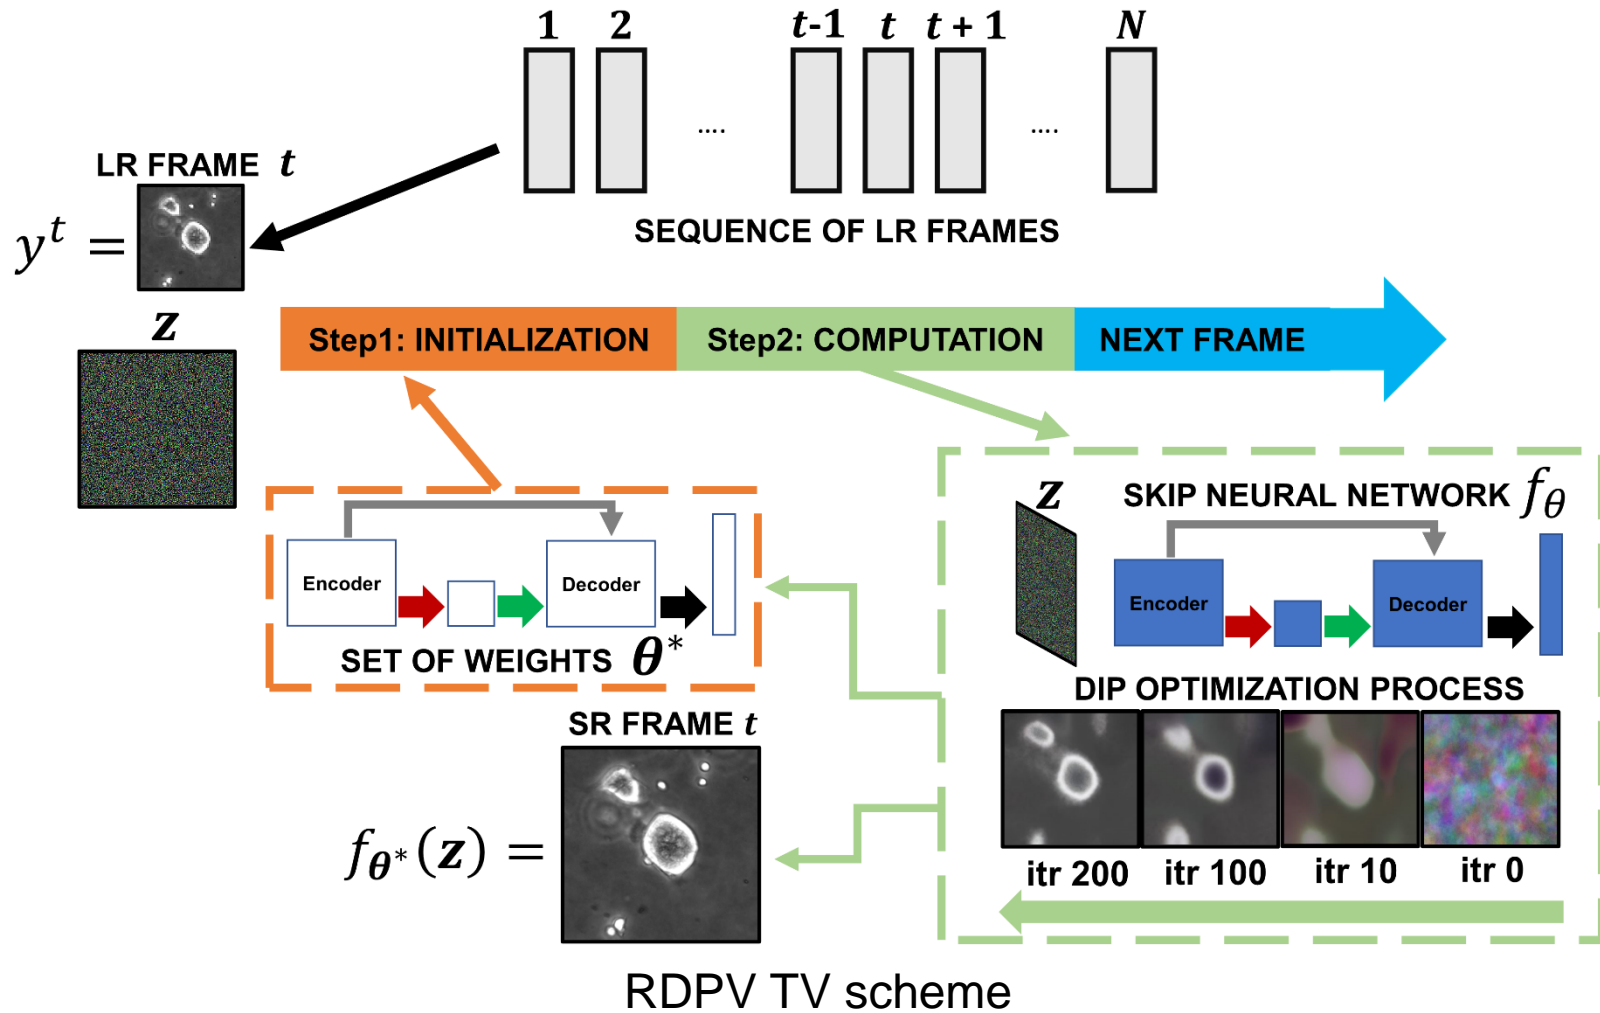 1 2 t-1 t t + 1 N
.... ....
SEQUENCE OF LR FRAMES
LR FRAME t
y^t =
z
Step1: INITIALIZATION Step2: COMPUTATION NEXT FRAME
Encoder Decoder
SET OF WEIGHTS θ*
z
SKIP NEURAL NETWORK f_θ
Encoder Decoder
DIP OPTIMIZATION PROCESS
itr 200 itr 100 itr 10 itr 0
SR FRAME t
f_θ*(z) =
RDPV TV scheme